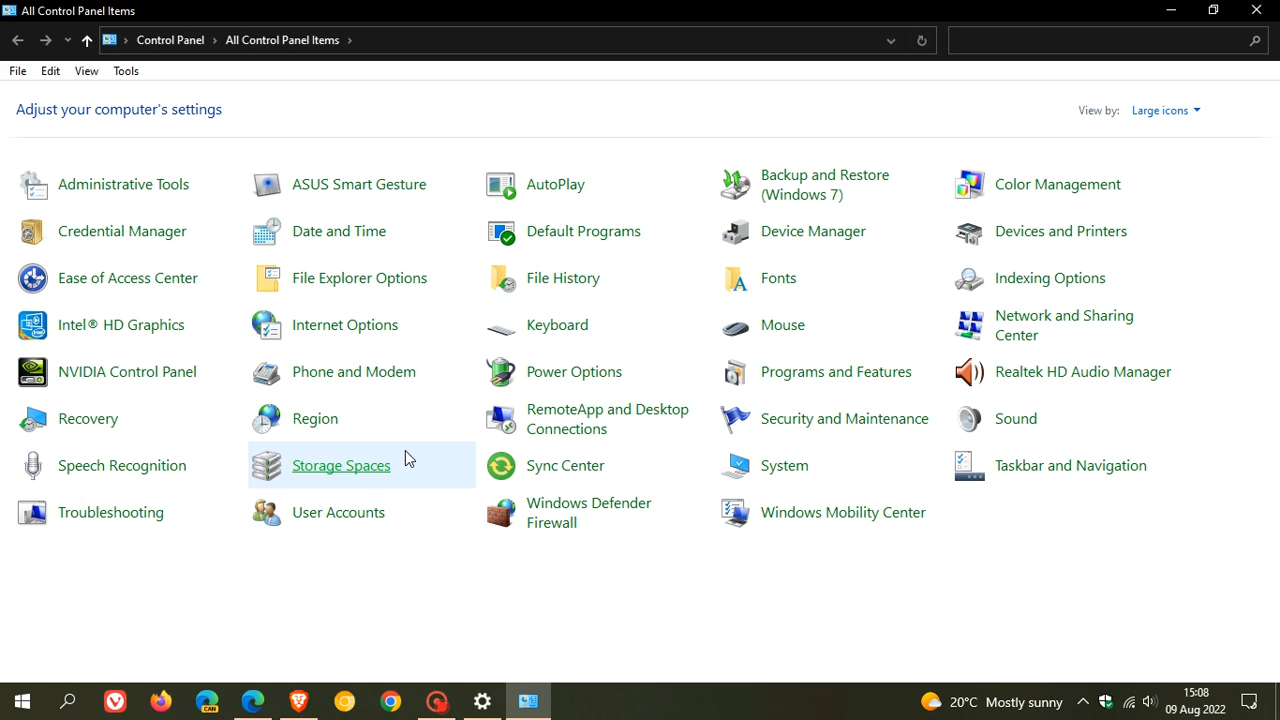 All Control Panel Items
Control Panel > All Control Panel Items >
File Edit View Tools
Adjust your computer's settings
View by: Large icons
Administrative Tools
ASUS Smart Gesture
AutoPlay
Backup and Restore
(Windows 7)
Color Management
Credential Manager
Date and Time
Default Programs
Device Manager
Devices and Printers
Ease of Access Center
File Explorer Options
File History
Fonts
Indexing Options
Intel® HD Graphics
Internet Options
Keyboard
Mouse
Network and Sharing
Center
NVIDIA Control Panel
Phone and Modem
Power Options
Programs and Features
Realtek HD Audio Manager
Recovery
Region
RemoteApp and Desktop
Connections
Security and Maintenance
Sound
Speech Recognition
Storage Spaces
Sync Center
System
Taskbar and Navigation
Troubleshooting
User Accounts
Windows Defender
Firewall
Windows Mobility Center
CAN
20°C Mostly sunny
15:08
09 Aug 2022